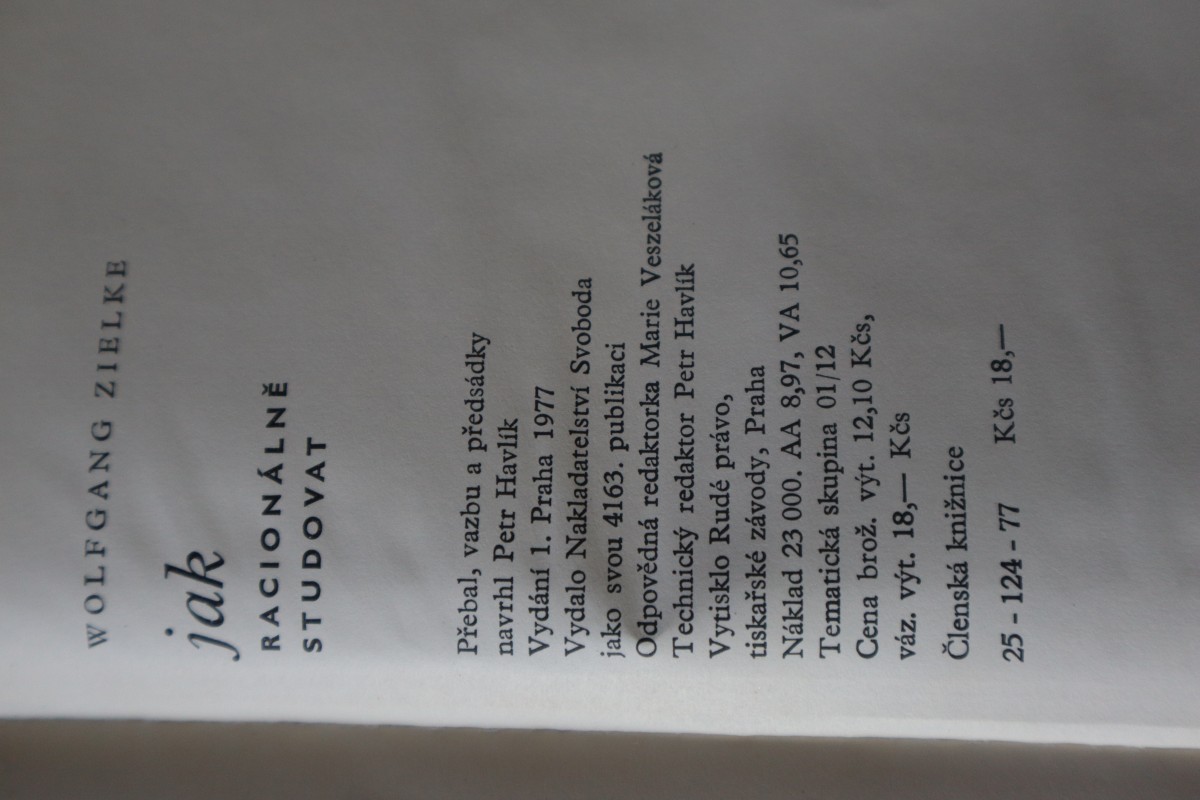 WOLFGANG ZIELKE
jak
RACIONÁLNĚ
STUDOVAT
Přebal, vazbu a předsádky
navrhl Petr Havlík
Vydání 1. Praha 1977
Vydalo Nakladatelství Svoboda
jako svou 4163. publikaci
Odpovědná redaktorka Marie Veszeláková
Technický redaktor Petr Havlík
Vytisklo Rudé právo,
tiskařské závody, Praha
Náklad 23 000. AA 8,97, VA 10,65
Tematická skupina 01/12
Cena brož. výt. 12,10 Kčs,
váz. výt. 18,— Kčs
Členská knižnice
25 - 124 - 77 Kčs 18,—